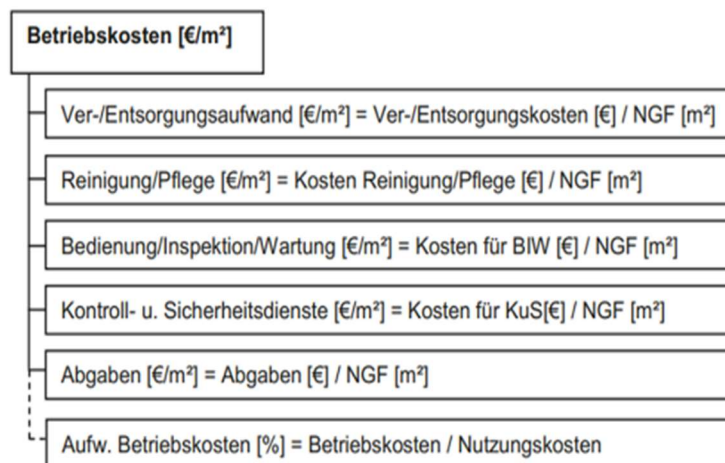 Betriebskosten [€/m²]
Ver-/Entsorgungsaufwand [€/m²] = Ver-/Entsorgungskosten [€] / NGF [m²]
Reinigung/Pflege [€/m²] = Kosten Reinigung/Pflege [€] / NGF [m²]
Bedienung/Inspektion/Wartung [€/m²] = Kosten für BIW [€] / NGF [m²]
Kontroll- u. Sicherheitsdienste [€/m²] = Kosten für KuS[€] / NGF [m²]
Abgaben [€/m²] = Abgaben [€] / NGF [m²]
Aufw. Betriebskosten [%] = Betriebskosten / Nutzungskosten